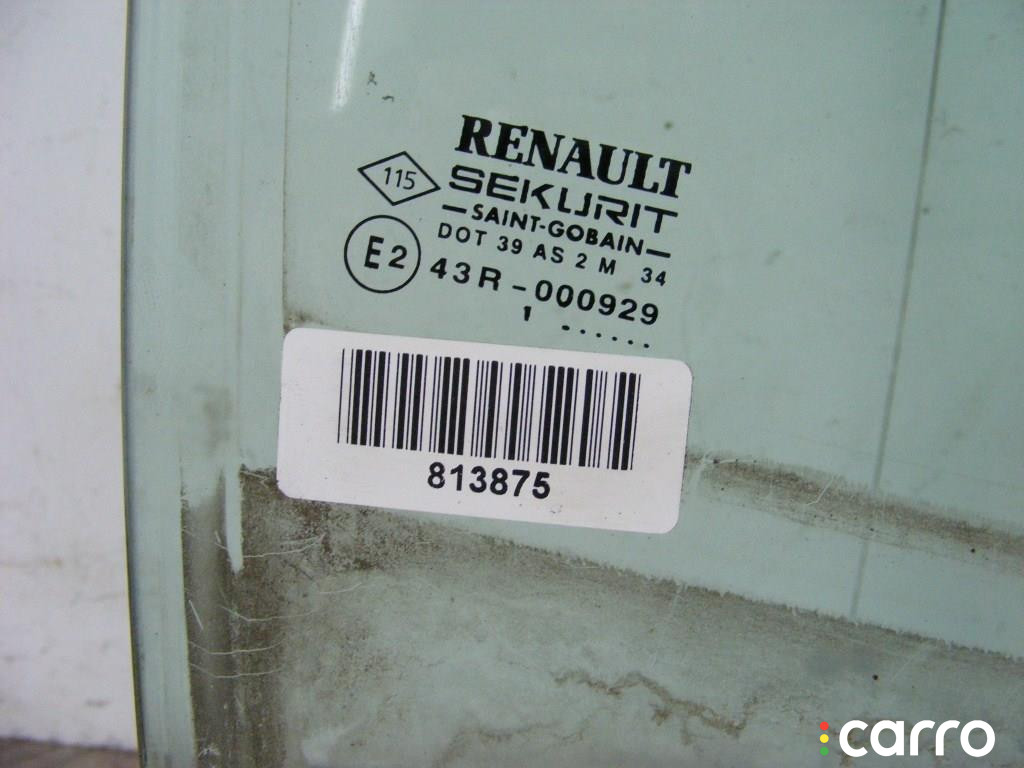 RENAULT
115 SEKURIT
—SAINT-GOBAIN—
DOT 39 AS 2 M 34
E2 43R-000929
1 ......
813875
carro